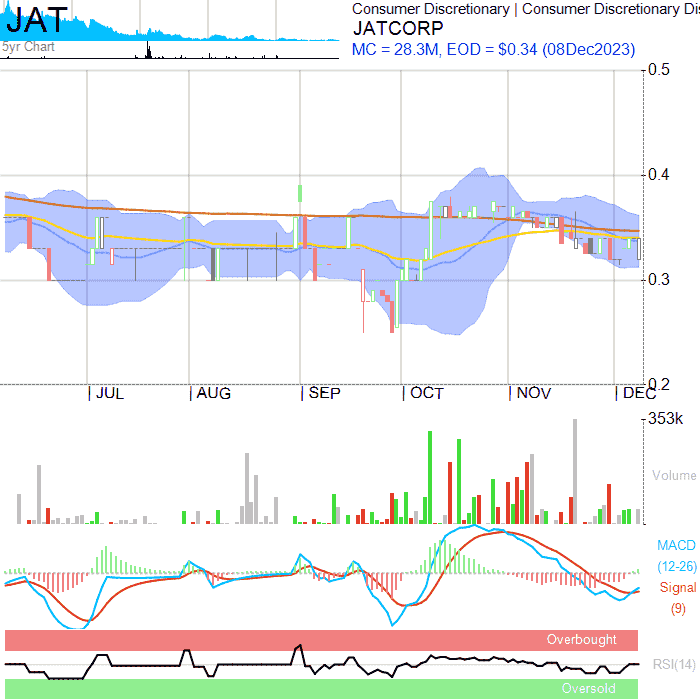 JAT
5yr Chart
Consumer Discretionary | Consumer Discretionary Dis
JATCORP
MC = 28.3M, EOD = $0.34 (08Dec2023)
0.5
0.4
0.3
0.2
JUL AUG SEP OCT NOV DEC
353k
Volume
MACD
(12-26)
Signal
(9)
Overbought
RSI(14)
Oversold